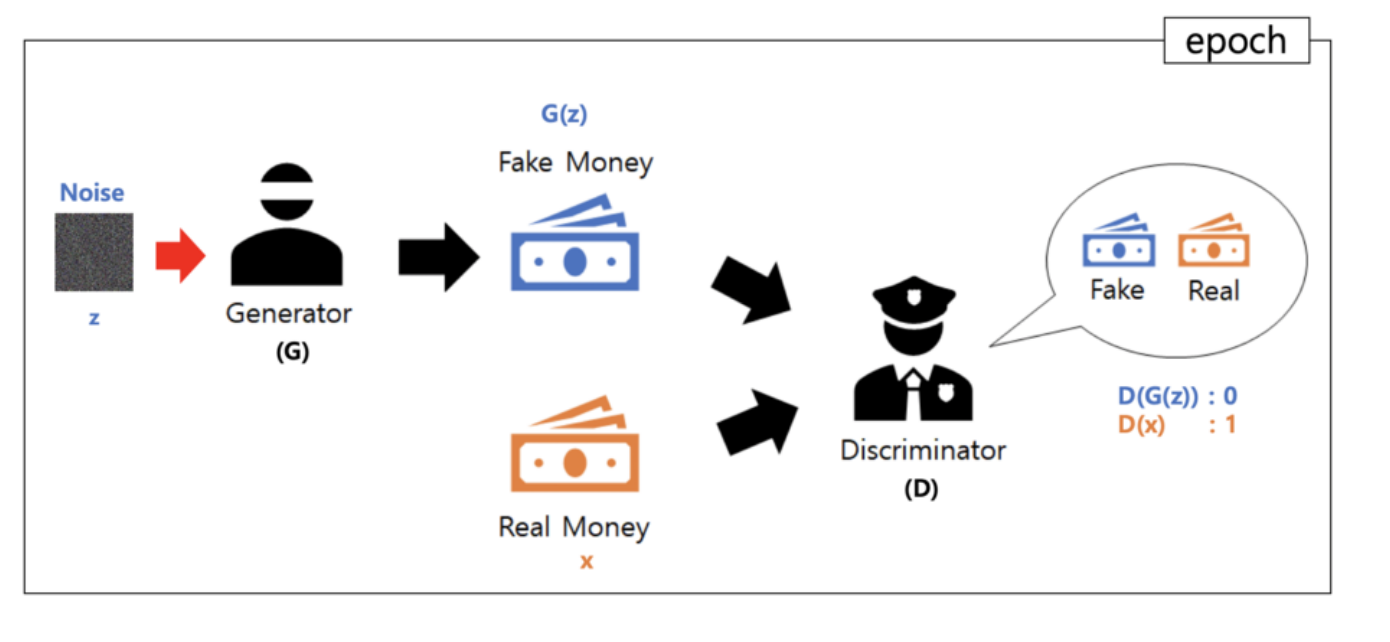 epoch
Noise
z
Generator
(G)
G(z)
Fake Money
Real Money
x
Discriminator
(D)
Fake Real
D(G(z)) : 0
D(x) : 1